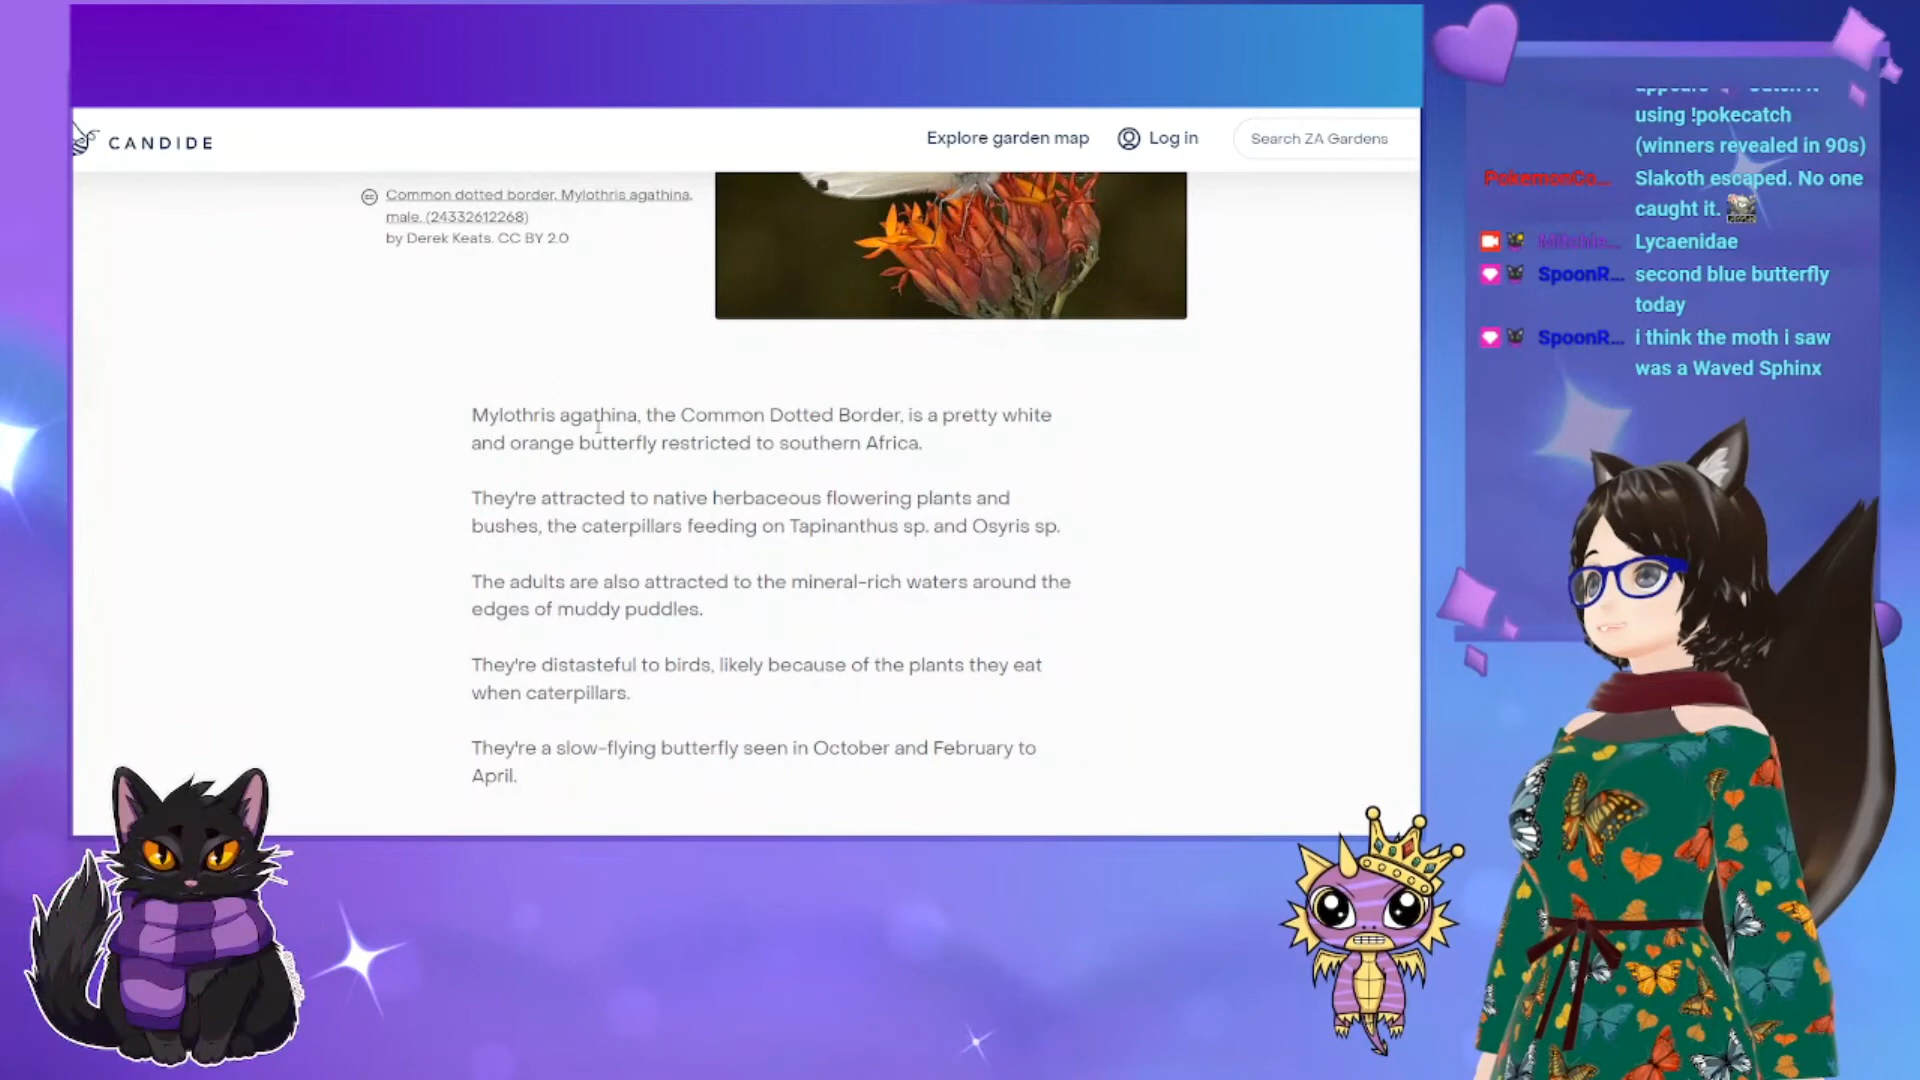 CANDIDE
Explore garden map
Log in
Search ZA Gardens
Common dotted border, Mylothris agathina,
male. (24332612268)
by Derek Keats. CC BY 2.0
Mylothris agathina, the Common Dotted Border, is a pretty white
and orange butterfly restricted to southern Africa.
They're attracted to native herbaceous flowering plants and
bushes, the caterpillars feeding on Tapinanthus sp. and Osyris sp.
The adults are also attracted to the mineral-rich waters around the
edges of muddy puddles.
They're distasteful to birds, likely because of the plants they eat
when caterpillars.
They're a slow-flying butterfly seen in October and February to
April.
using !pokecatch
(winners revealed in 90s)
PokemonCo... Slakoth escaped. No one
caught it.
Lycaenidae
SpoonR... second blue butterfly
today
SpoonR... i think the moth i saw
was a Waved Sphinx